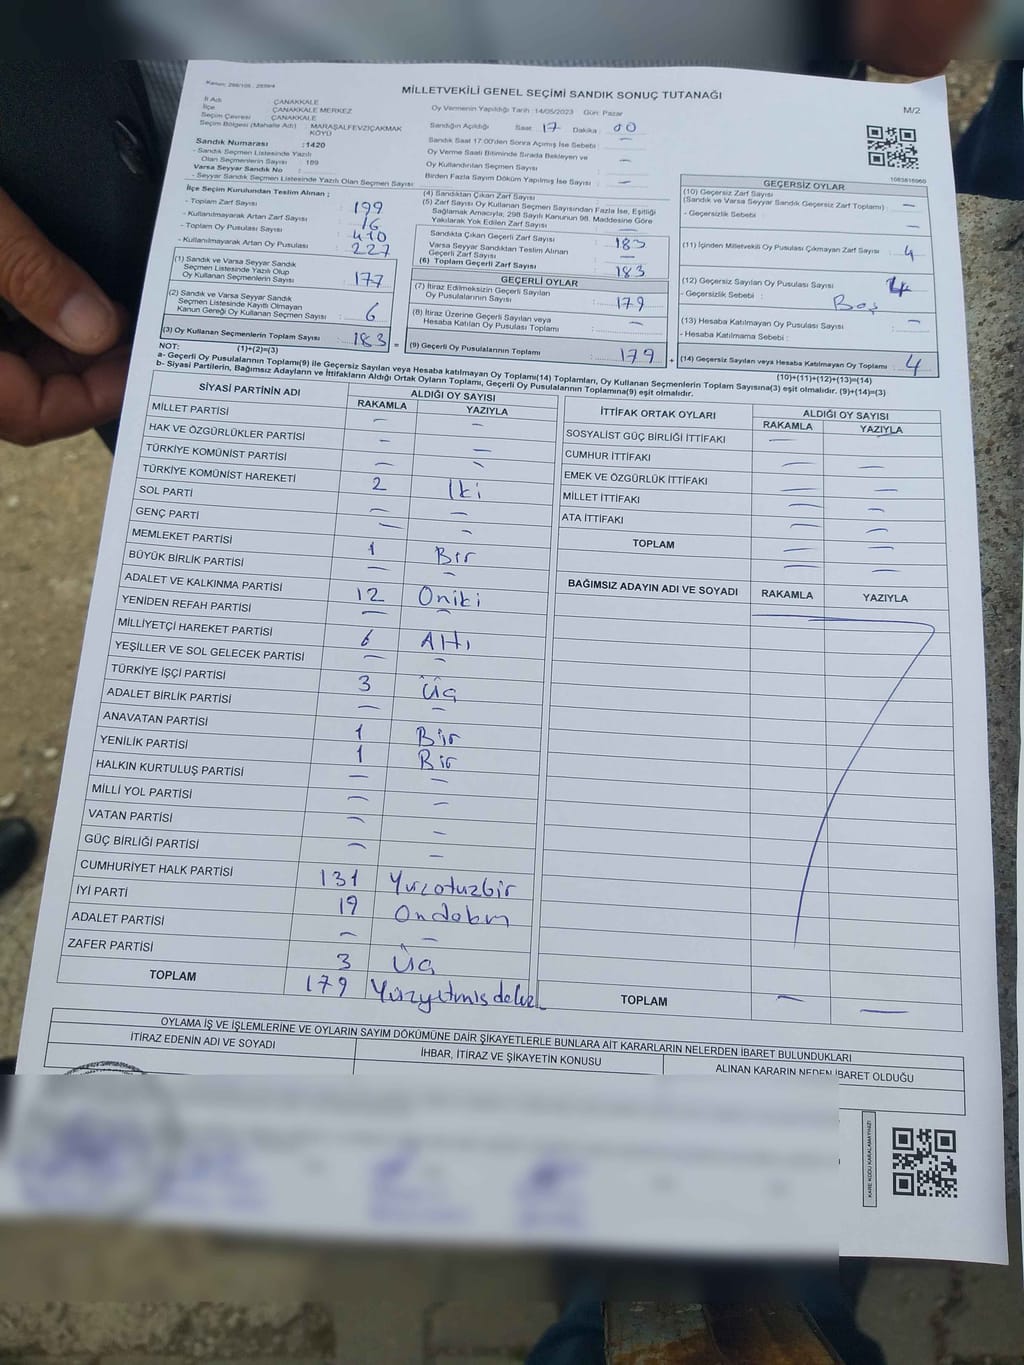 Kanun: 298/105 - 2839/4
MİLLETVEKİLİ GENEL SEÇİMİ SANDIK SONUÇ TUTANAĞI
M/2
İl Adı : ÇANAKKALE
İlçe : ÇANAKKALE MERKEZ
Seçim Çevresi : ÇANAKKALE
Seçim Bölgesi (Mahalle Adı) : MARAŞALFEVZİÇAKMAK KÖYÜ
Sandık Numarası : 1420
- Sandık Seçmen Listesinde Yazılı
Olan Seçmenlerin Sayısı : 189
Varsa Seyyar Sandık No :
- Seyyar Sandık Seçmen Listesinde Yazılı Olan Seçmen Sayısı
Oy Vermenin Yapıldığı Tarih : 14/05/2023 Gün: Pazar
Sandığın Açıldığı Saat : 17 Dakika : 00
Sandık Saat 17:00'den Sonra Açılmış İse Sebebi : —
Oy Verme Saati Bitiminde Sırada Bekleyen ve
Oy Kullandırılan Seçmen Sayısı : —
Birden Fazla Sayım Döküm Yapılmış İse Sayısı : —
1083815960
İlçe Seçim Kurulundan Teslim Alınan ;
- Toplam Zarf Sayısı : 199
- Kullanılmayarak Artan Zarf Sayısı : 16
- Toplam Oy Pusulası Sayısı : 410
- Kullanılmayarak Artan Oy Pusulası : 227
(1) Sandık ve Varsa Seyyar Sandık
Seçmen Listesinde Yazılı Olup
Oy Kullanan Seçmenlerin Sayısı : 177
(2) Sandık ve Varsa Seyyar Sandık
Seçmen Listesinde Kayıtlı Olmayan
Kanun Gereği Oy Kullanan Seçmen Sayısı : 6
(3) Oy Kullanan Seçmenlerin Toplam Sayısı : 183 =
(1)+(2)=(3)
(4) Sandıktan Çıkan Zarf Sayısı
(5) Zarf Sayısı Oy Kullanan Seçmen Sayısından Fazla İse, Eşitliği
Sağlamak Amacıyla; 298 Sayılı Kanunun 98. Maddesine Göre
Yakılarak Yok Edilen Zarf Sayısı : —
Sandıkta Çıkan Geçerli Zarf Sayısı : 183
Varsa Seyyar Sandıktan Teslim Alınan
Geçerli Zarf Sayısı : —
(6) Toplam Geçerli Zarf Sayısı : 183
GEÇERLİ OYLAR
(7) İtiraz Edilmeksizin Geçerli Sayılan
Oy Pusulalarının Sayısı : 179
(8) İtiraz Üzerine Geçerli Sayılan veya
Hesaba Katılan Oy Pusulası Toplamı : —
(9) Geçerli Oy Pusulalarının Toplamı : 179 +
GEÇERSİZ OYLAR
(10) Geçersiz Zarf Sayısı
(Sandık ve Varsa Seyyar Sandık Geçersiz Zarf Toplamı) : —
- Geçersizlik Sebebi : —
(11) İçinden Milletvekili Oy Pusulası Çıkmayan Zarf Sayısı : 4
(12) Geçersiz Sayılan Oy Pusulası Sayısı :
- Geçersizlik Sebebi : Boş
(13) Hesaba Katılmayan Oy Pusulası Sayısı : —
- Hesaba Katılmama Sebebi :
(14) Geçersiz Sayılan veya Hesaba Katılmayan Oy Toplamı : 4
(10)+(11)+(12)+(13)=(14)
NOT:
a- Geçerli Oy Pusulaları Toplamı(9) ile Geçersiz Sayılan veya Hesaba Katılmayan Oy Toplamı(14) Toplamları, Oy Kullanan Seçmenlerin Toplam Sayısına(3) eşit olmalıdır. (9)+(14)=(3)
b- Siyasi Partilerin, Bağımsız Adayların ve İttifakların Aldığı Ortak Oyların Toplamı, Geçerli Oy Pusulalarının Toplamına(9) eşit olmalıdır.
SİYASİ PARTİNİN ADI ALDIĞI OY SAYISI
RAKAMLA YAZIYLA
MİLLET PARTİSİ — —
HAK VE ÖZGÜRLÜKLER PARTİSİ —
TÜRKİYE KOMÜNİST PARTİSİ — —
TÜRKİYE KOMÜNİST HAREKETİ 2 İki
SOL PARTİ — —
GENÇ PARTİ — —
MEMLEKET PARTİSİ 1 Bir
BÜYÜK BİRLİK PARTİSİ — —
ADALET VE KALKINMA PARTİSİ 12 Oniki
YENİDEN REFAH PARTİSİ — —
MİLLİYETÇİ HAREKET PARTİSİ 6 Altı
YEŞİLLER VE SOL GELECEK PARTİSİ — —
TÜRKİYE İŞÇİ PARTİSİ 3 Üç
ADALET BİRLİK PARTİSİ — —
ANAVATAN PARTİSİ 1 Bir
YENİLİK PARTİSİ 1 Bir
HALKIN KURTULUŞ PARTİSİ — —
MİLLİ YOL PARTİSİ — —
VATAN PARTİSİ — —
GÜÇ BİRLİĞİ PARTİSİ — —
CUMHURİYET HALK PARTİSİ 131 Yüzotuzbir
İYİ PARTİ 19 Ondokuz
ADALET PARTİSİ — —
ZAFER PARTİSİ 3 Üç
TOPLAM 179 Yüzyetmişdokuz
İTTİFAK ORTAK OYLARI ALDIĞI OY SAYISI
RAKAMLA YAZIYLA
SOSYALİST GÜÇ BİRLİĞİ İTTİFAKI — —
CUMHUR İTTİFAKI — —
EMEK VE ÖZGÜRLÜK İTTİFAKI — —
MİLLET İTTİFAKI — —
ATA İTTİFAKI — —
TOPLAM — —
BAĞIMSIZ ADAYIN ADI VE SOYADI RAKAMLA YAZIYLA
TOPLAM — —
OYLAMA İŞ VE İŞLEMLERİNE VE OYLARIN SAYIM DÖKÜMÜNE DAİR ŞİKAYETLERLE BUNLARA AİT KARARLARIN NELERDEN İBARET BULUNDUKLARI
İTİRAZ EDENİN ADI VE SOYADI İHBAR, İTİRAZ VE ŞİKAYETİN KONUSU ALINAN KARARIN NEDEN İBARET OLDUĞU
KARE KODU KARALAMAYINIZ!